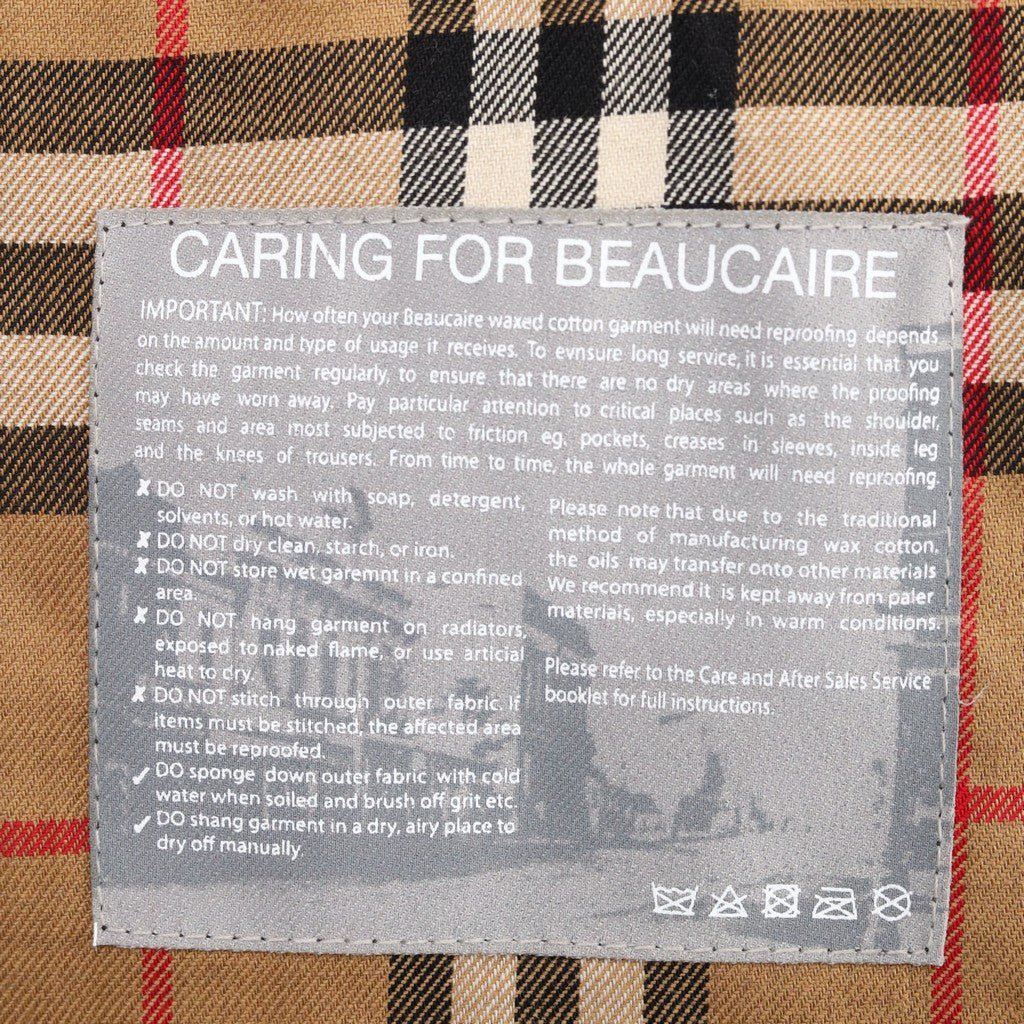 CARING FOR BEAUCAIRE
IMPORTANT: How often your Beaucaire waxed cotton garment will need reproofing depends
on the amount and type of usage it receives. To evnsure long service, it is essential that you
check the garment regularly, to ensure that there are no dry areas where the proofing
may have worn away. Pay particular attention to critical places such as the shoulder,
seams and area most subjected to friction eg. pockets, creases in sleeves, inside leg
and the knees of trousers. From time to time, the whole garment will need reproofing.
✗ DO NOT wash with soap, detergent,
solvents, or hot water.
✗ DO NOT dry clean, starch, or iron.
✗ DO NOT store wet garemnt in a confined
area.
✗ DO NOT hang garment on radiators,
exposed to naked flame, or use articial
heat to dry.
✗ DO NOT stitch through outer fabric. If
items must be stitched, the affected area
must be reproofed.
✓ DO sponge down outer fabric with cold
water when soiled and brush off grit etc.
✓ DO shang garment in a dry, airy place to
dry off manually.
Please note that due to the traditional
method of manufacturing wax cotton,
the oils may transfer onto other materials
We recommend it is kept away from paler
materials, especially in warm conditions.
Please refer to the Care and After Sales Service
booklet for full instructions.